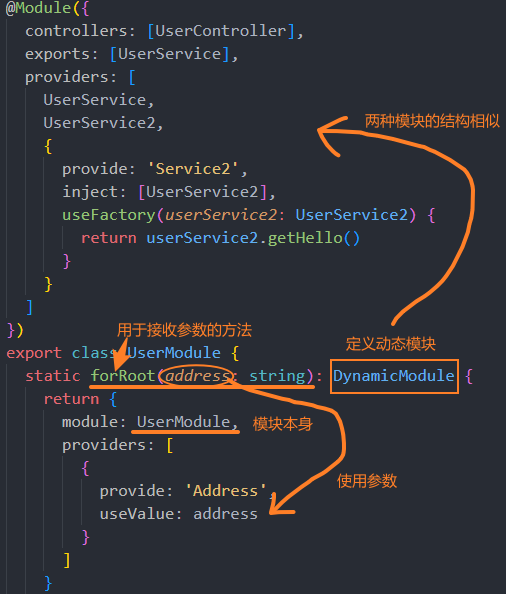 @Module({
controllers: [UserController],
exports: [UserService],
providers: [
UserService,
UserService2,
两种模块的结构相似
{
provide: 'Service2',
inject: [UserService2],
useFactory(userService2: UserService2) {
return userService2.getHello()
}
}
]
})
用于接收参数的方法
定义动态模块
export class UserModule {
static forRoot(address: string): DynamicModule {
return {
module: UserModule,
模块本身
providers: [
{
使用参数
provide: 'Address'
useValue: address
}
]
}